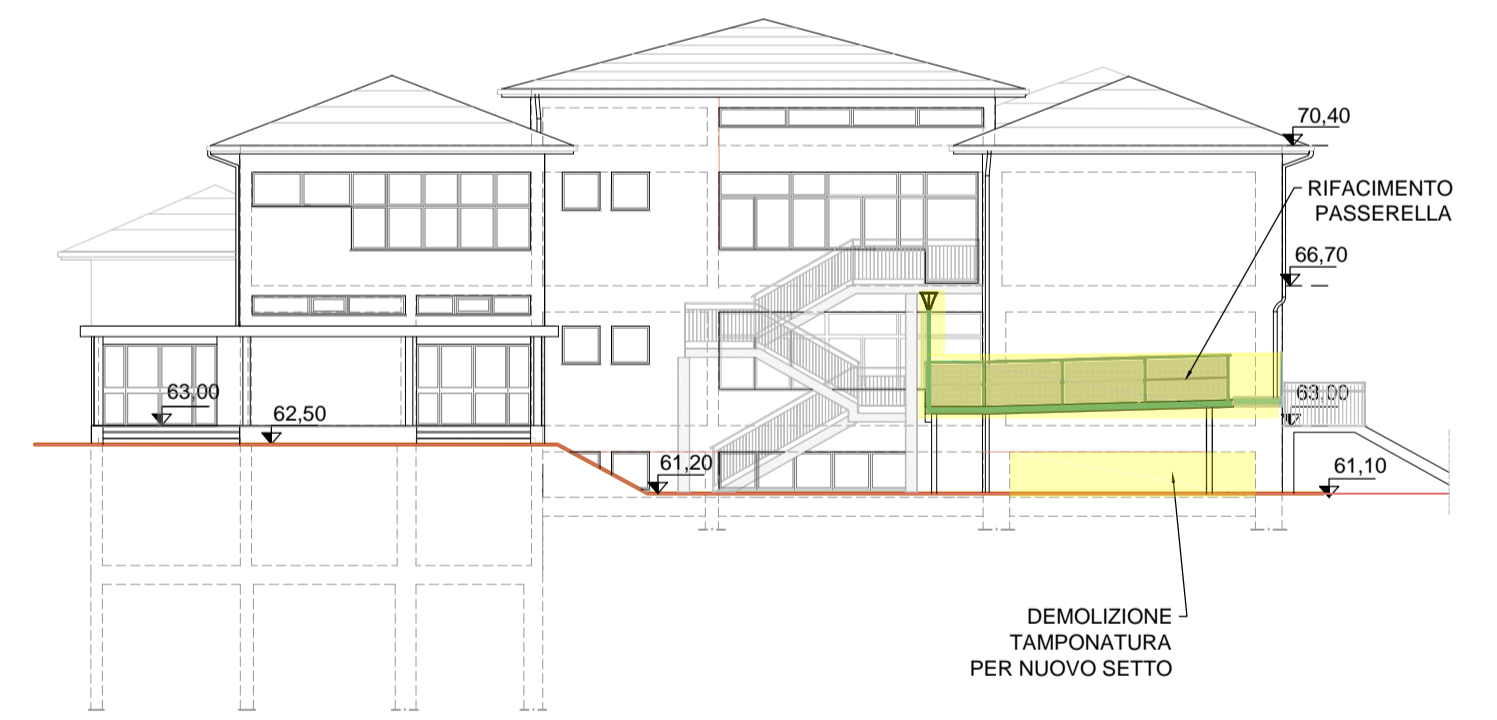 70,40
RIFACIMENTO
PASSERELLA
66,70
63,00
63,00
62,50
61,20
61,10
DEMOLIZIONE
TAMPONATURA
PER NUOVO SETTO